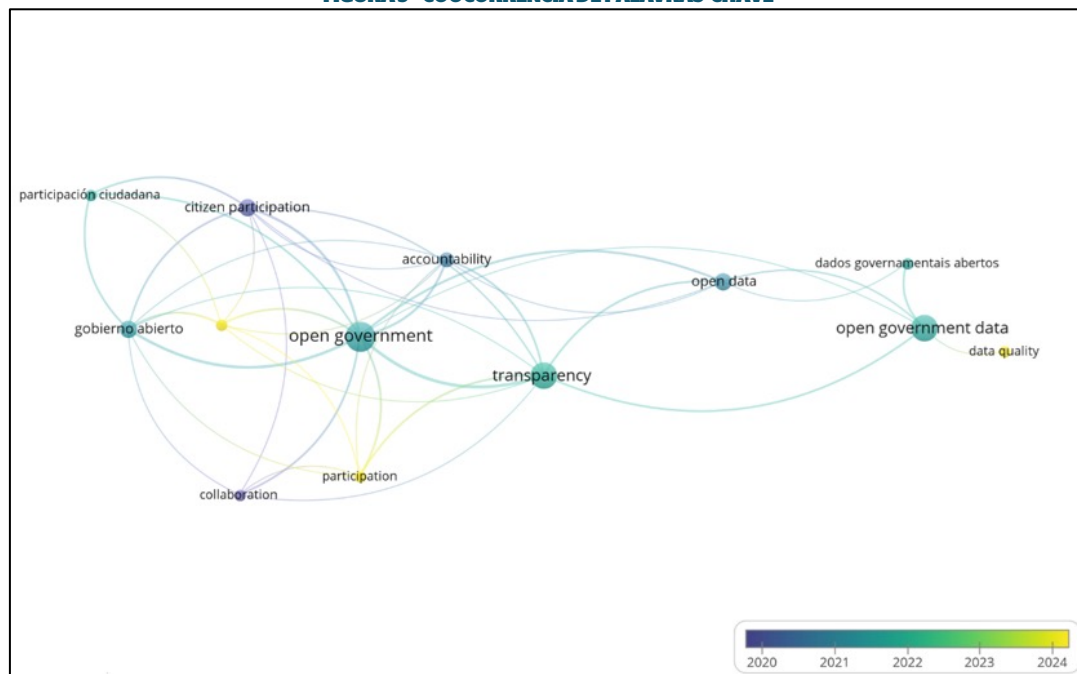 participación ciudadana
citizen participation
accountability
dados governamentais abertos
open data
gobierno abierto
open government
open government data
data quality
transparency
participation
collaboration
2020 2021 2022 2023 2024